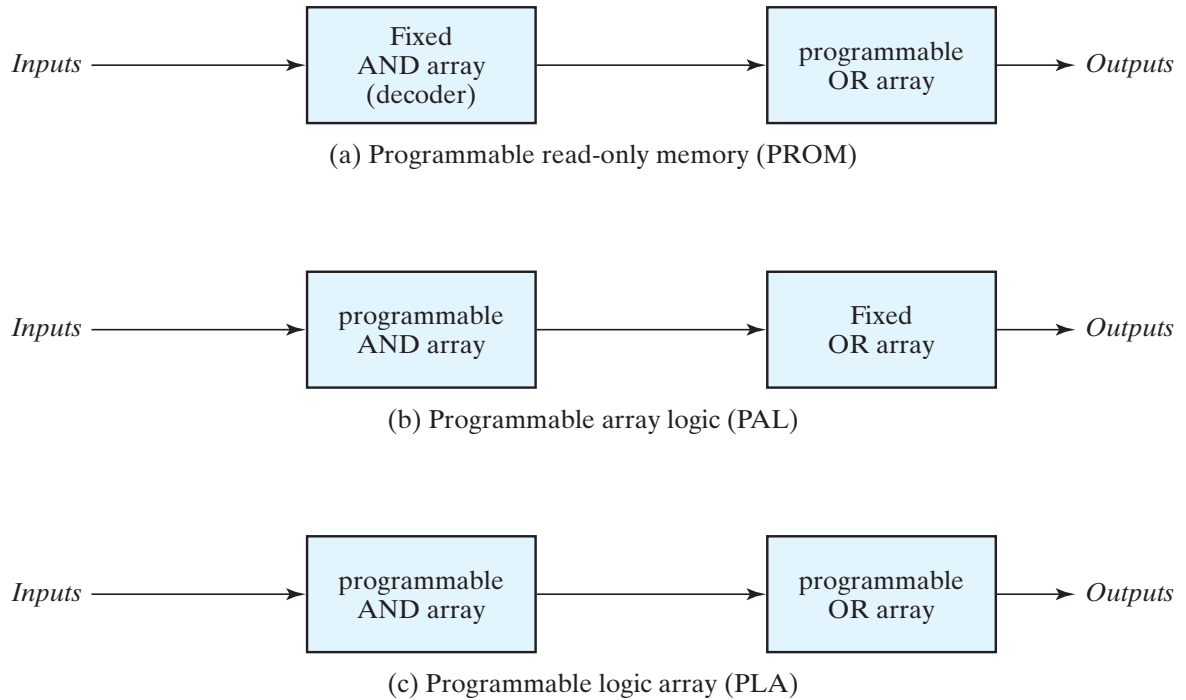 Inputs
Fixed
AND array
(decoder)
programmable
OR array
Outputs
(a) Programmable read-only memory (PROM)
Inputs
programmable
AND array
Fixed
OR array
Outputs
(b) Programmable array logic (PAL)
Inputs
programmable
AND array
programmable
OR array
Outputs
(c) Programmable logic array (PLA)